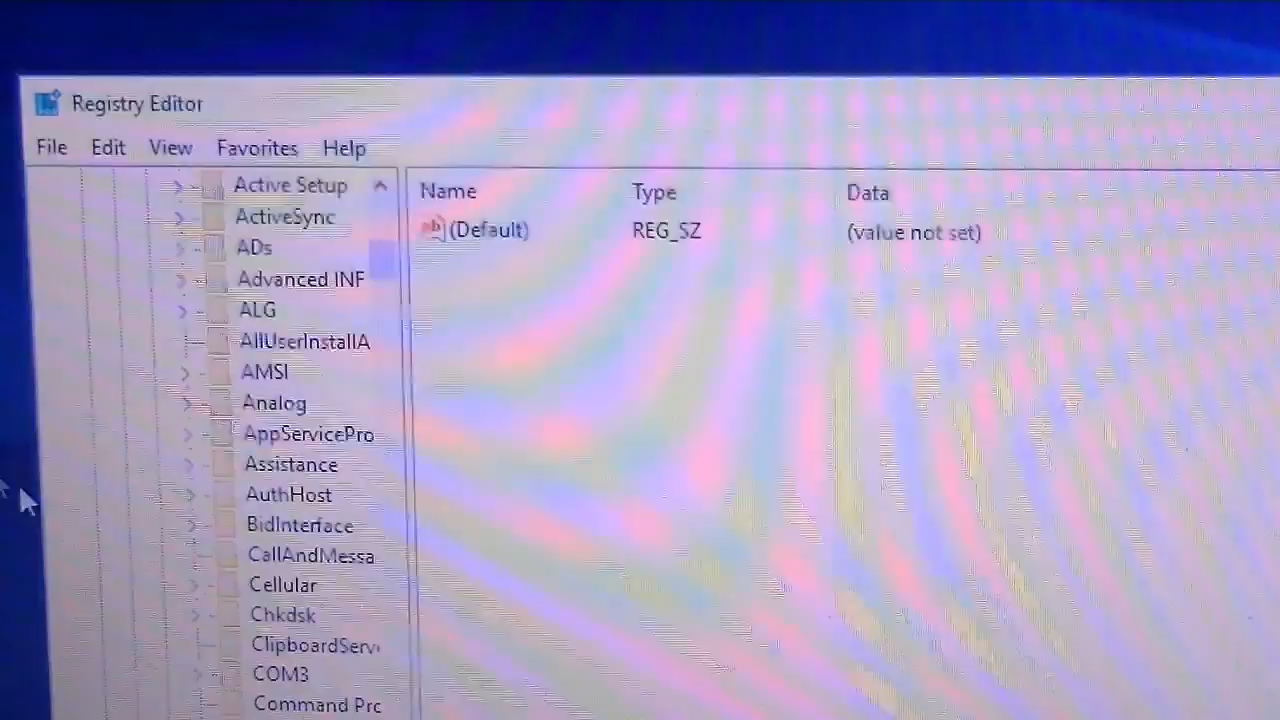 Registry Editor
File Edit View Favorites Help
Name Type Data
(Default) REG_SZ (value not set)
Active Setup
ActiveSync
ADs
Advanced INF
ALG
AllUserInstallA
AMSI
Analog
AppServicePro
Assistance
AuthHost
BidInterface
CallAndMessa
Cellular
Chkdsk
ClipboardServ
COM3
Command Prc